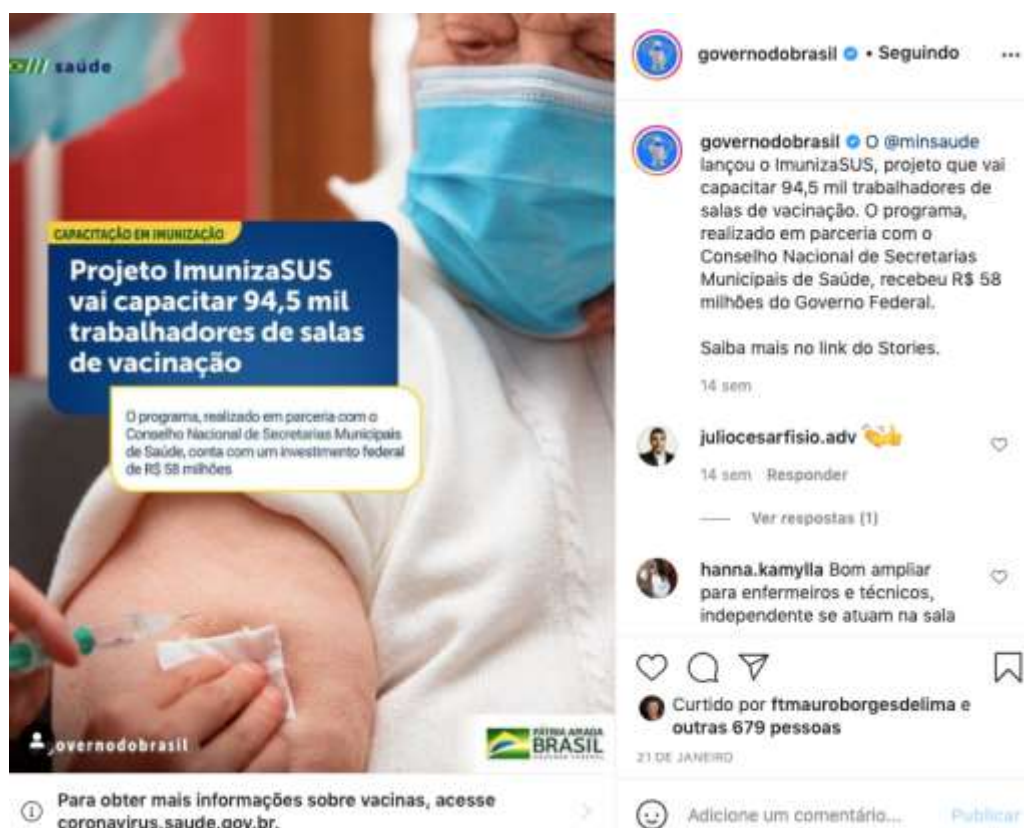 saúde
CAPACITAÇÃO EM IMUNIZAÇÃO
Projeto ImunizaSUS
vai capacitar 94,5 mil
trabalhadores de salas
de vacinação
O programa, realizado em parceria com o
Conselho Nacional de Secretarias Municipais
de Saúde, conta com um investimento federal
de R$ 58 milhões
overnodobrasil
PÁTRIA AMADA
BRASIL
Para obter mais informações sobre vacinas, acesse
coronavirus.saude.gov.br.
governodobrasil • Seguindo
governodobrasil O @minsaude
lançou o ImunizaSUS, projeto que vai
capacitar 94,5 mil trabalhadores de
salas de vacinação. O programa,
realizado em parceria com o
Conselho Nacional de Secretarias
Municipais de Saúde, recebeu R$ 58
milhões do Governo Federal.
Saiba mais no link do Stories.
14 sem
juliocesarfisio.adv
14 sem Responder
Ver respostas (1)
hanna.kamylla Bom ampliar
para enfermeiros e técnicos,
independente se atuam na sala
Curtido por ftmauroborgesdelima e
outras 679 pessoas
21 DE JANEIRO
Adicione um comentário... Publicar